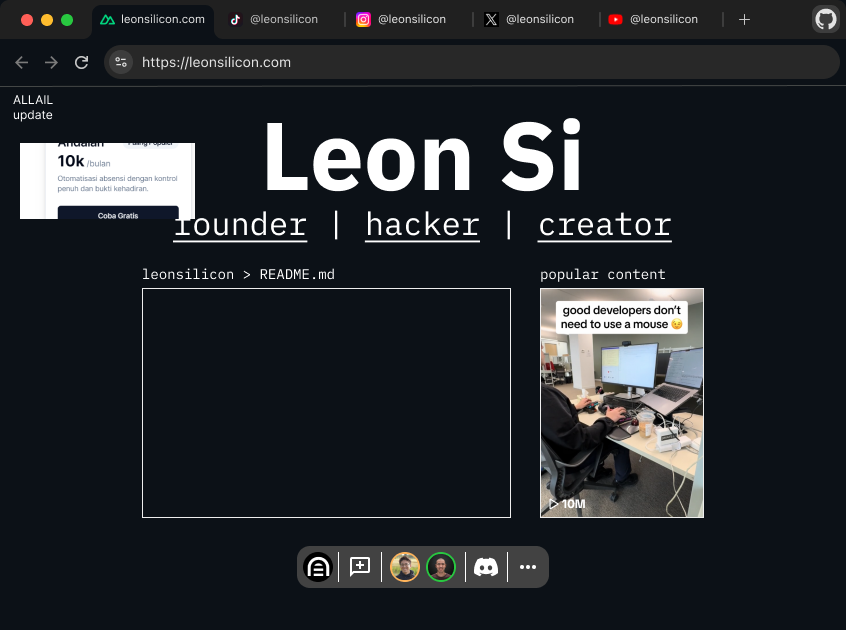 leonsilicon.com
@leonsilicon
@leonsilicon
@leonsilicon
@leonsilicon
https://leonsilicon.com
ALLAIL
update
Andalan
Paling Populer
10k /bulan
Otomatisasi absensi dengan kontrol
penuh dan bukti kehadiran.
Coba Gratis
Leon Si
founder | hacker | creator
leonsilicon > README.md
popular content
good developers don't
need to use a mouse 😉
10M